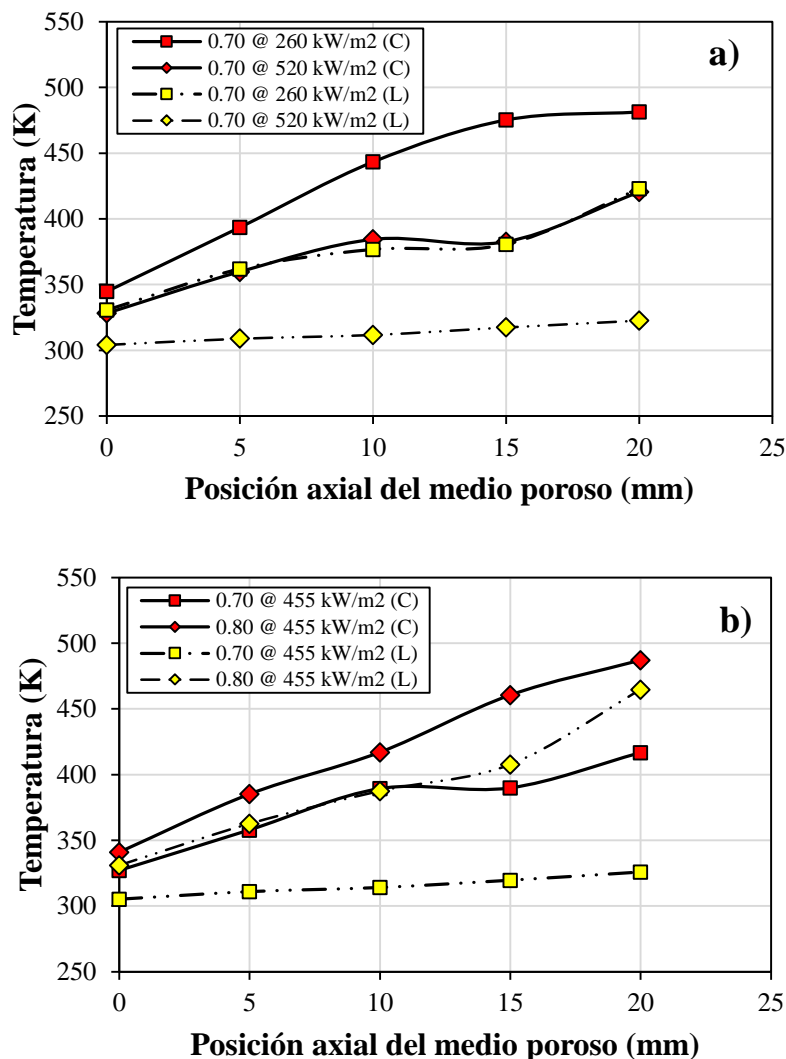 a)
0.70 @ 260 kW/m2 (C)
0.70 @ 520 kW/m2 (C)
0.70 @ 260 kW/m2 (L)
0.70 @ 520 kW/m2 (L)
Temperatura (K)
550
500
450
400
350
300
250
0 5 10 15 20 25
Posición axial del medio poroso (mm)
b)
0.70 @ 455 kW/m2 (C)
0.80 @ 455 kW/m2 (C)
0.70 @ 455 kW/m2 (L)
0.80 @ 455 kW/m2 (L)
Temperatura (K)
550
500
450
400
350
300
250
0 5 10 15 20 25
Posición axial del medio poroso (mm)